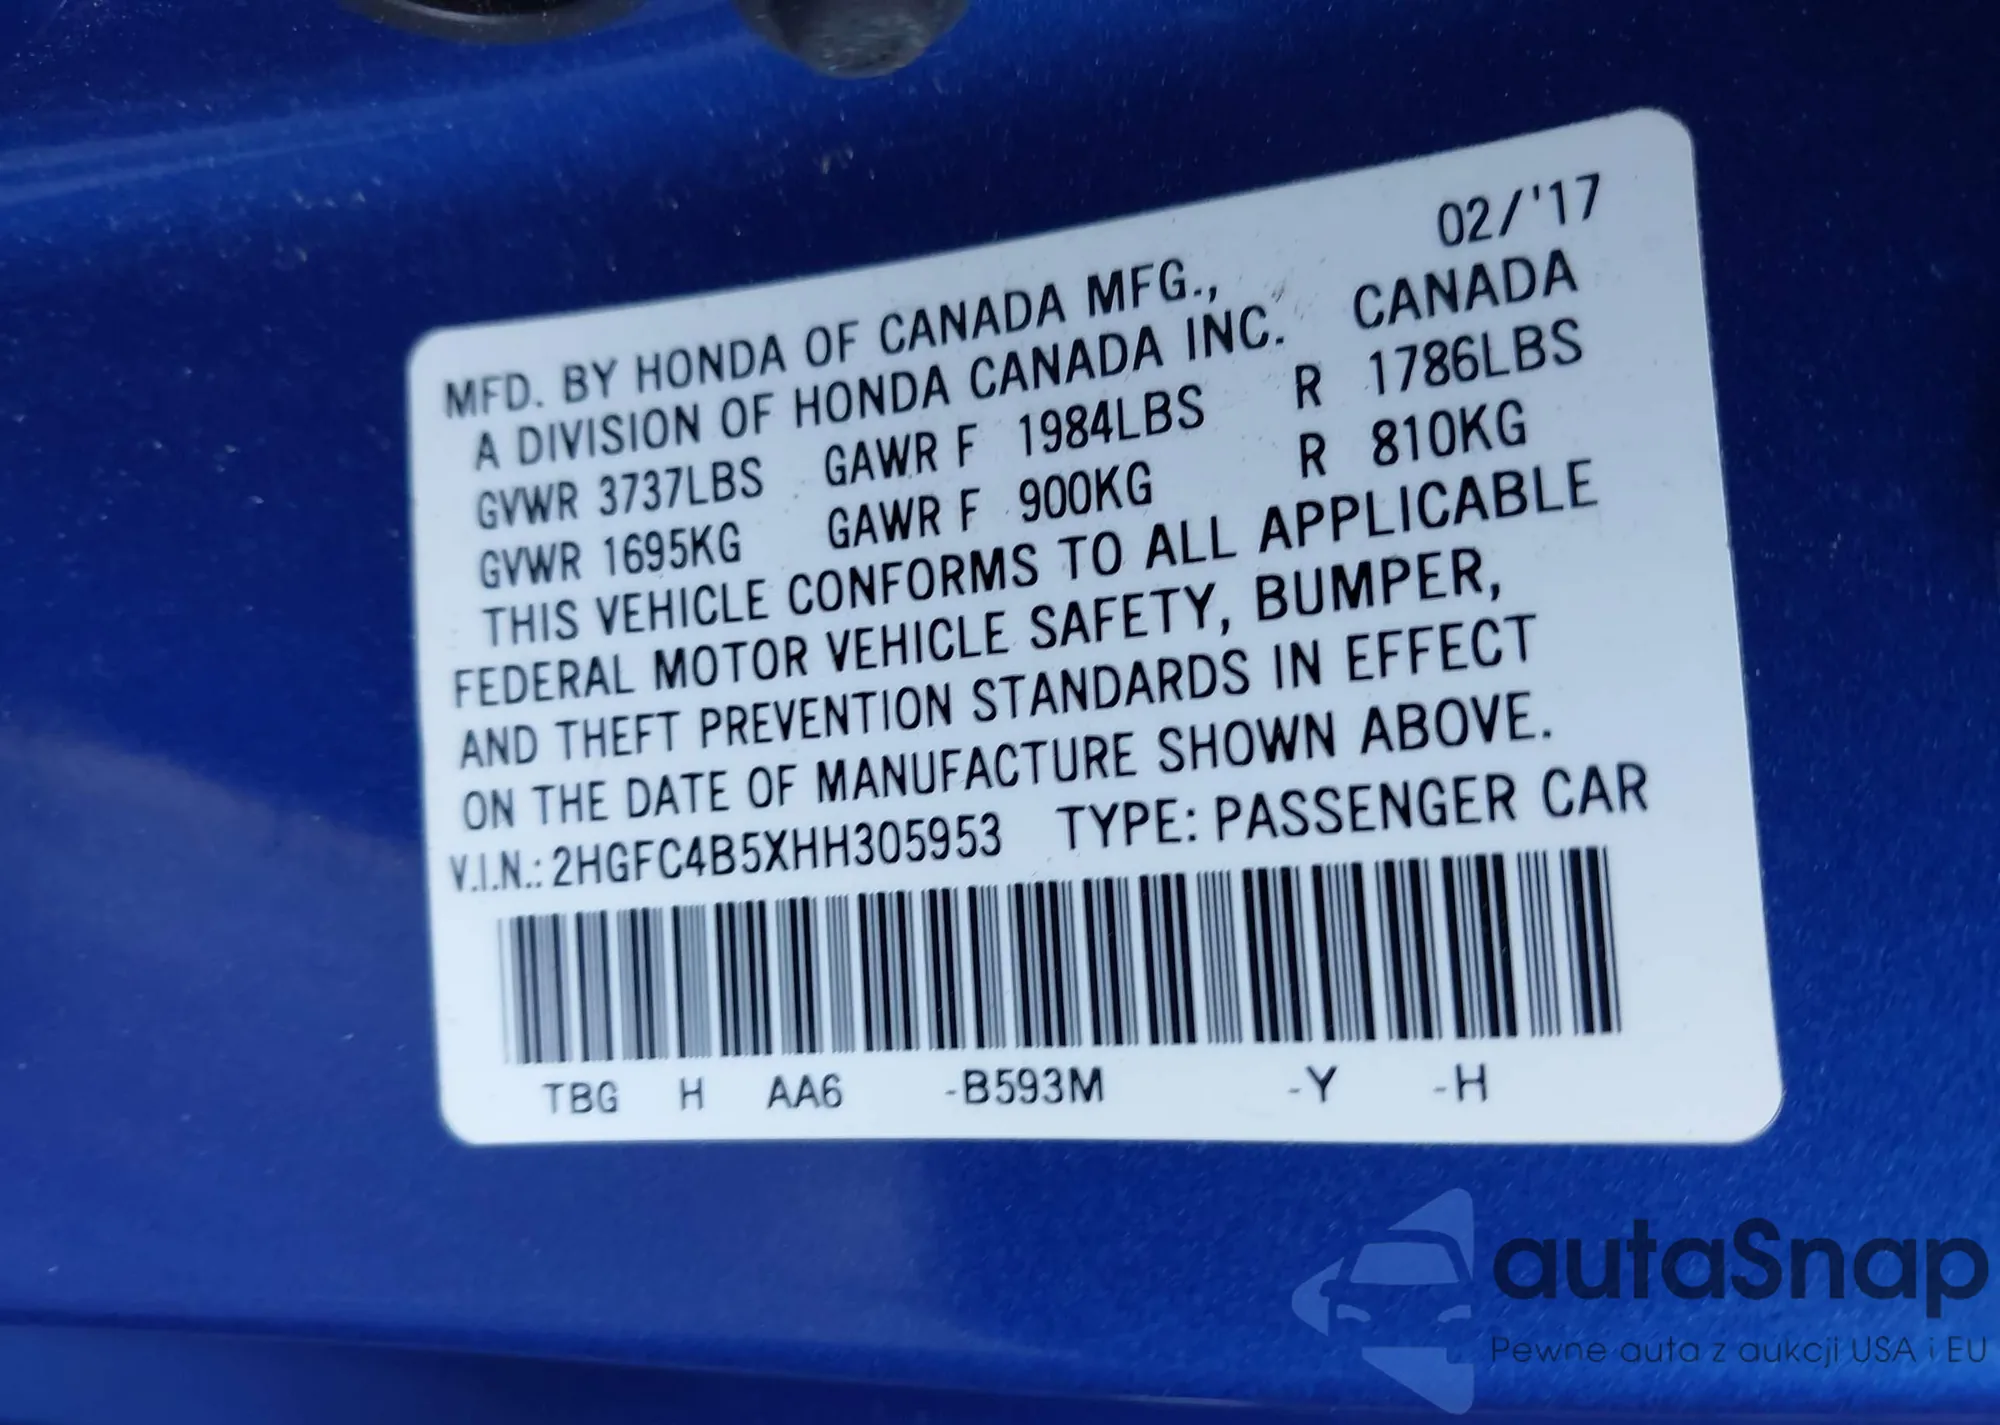 02/'17
MFD. BY HONDA OF CANADA MFG.,
A DIVISION OF HONDA CANADA INC. CANADA
GVWR 3737LBS GAWR F 1984LBS R 1786LBS
GVWR 1695KG GAWR F 900KG R 810KG
THIS VEHICLE CONFORMS TO ALL APPLICABLE
FEDERAL MOTOR VEHICLE SAFETY, BUMPER,
AND THEFT PREVENTION STANDARDS IN EFFECT
ON THE DATE OF MANUFACTURE SHOWN ABOVE.
V.I.N.: 2HGFC4B5XHH305953 TYPE: PASSENGER CAR
TBG H AA6 -B593M -Y -H
autaSnap
Pewne auta z aukcji USA i EU